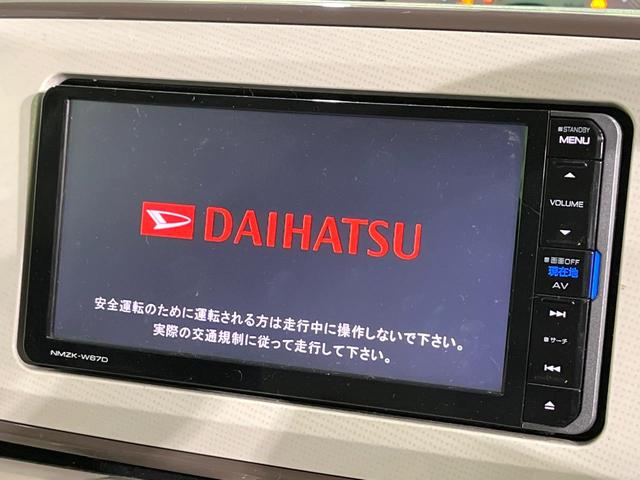 STANDBY
MENU
VOLUME
DAIHATSU
画面OFF
現在地
AV
安全運転のために運転される方は走行中に操作しないで下さい。
実際の交通規制に従って走行して下さい。
サーチ
NMZK-W67D